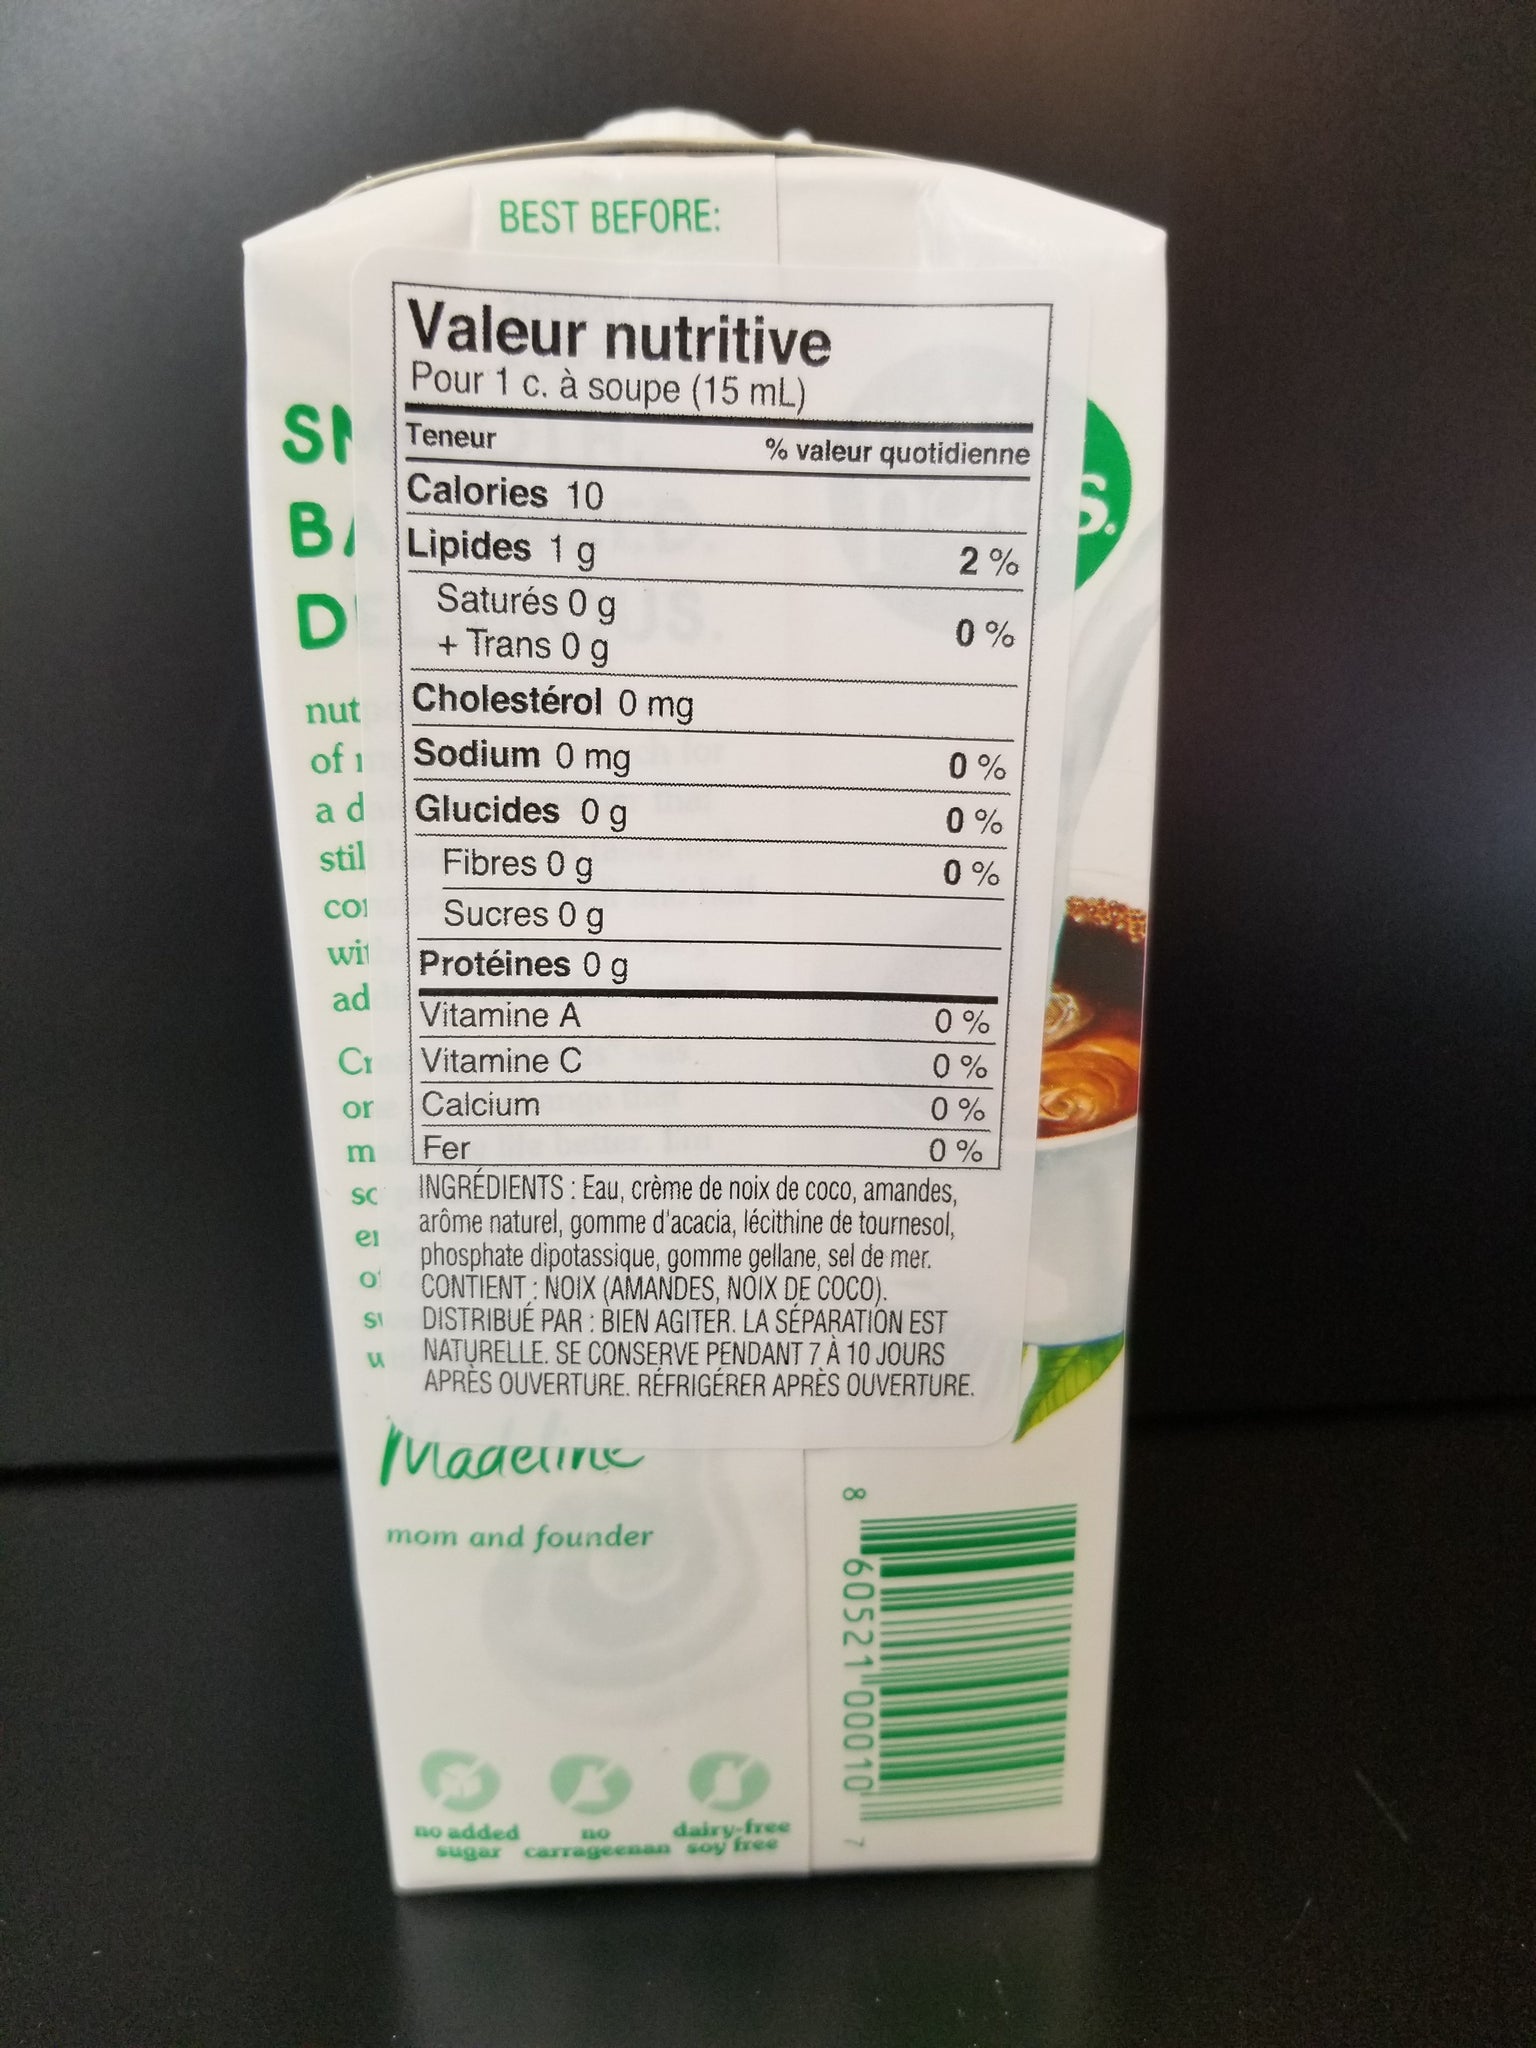 BEST BEFORE:
Valeur nutritive
Pour 1 c. à soupe (15 mL)
Teneur % valeur quotidienne
Calories 10
Lipides 1 g 2 %
Saturés 0 g
+ Trans 0 g 0 %
Cholestérol 0 mg
Sodium 0 mg 0 %
Glucides 0 g 0 %
Fibres 0 g 0 %
Sucres 0 g
Protéines 0 g
Vitamine A 0 %
Vitamine C 0 %
Calcium 0 %
Fer 0 %
INGRÉDIENTS : Eau, crème de noix de coco, amandes,
arôme naturel, gomme d'acacia, lécithine de tournesol,
phosphate dipotassique, gomme gellane, sel de mer.
CONTIENT : NOIX (AMANDES, NOIX DE COCO).
DISTRIBUÉ PAR : BIEN AGITER. LA SÉPARATION EST
NATURELLE. SE CONSERVE PENDANT 7 À 10 JOURS
APRÈS OUVERTURE. RÉFRIGÉRER APRÈS OUVERTURE.
Madeline
mom and founder
no added
sugar
no
carrageenan
dairy-free
soy free
8 60521 00010 7